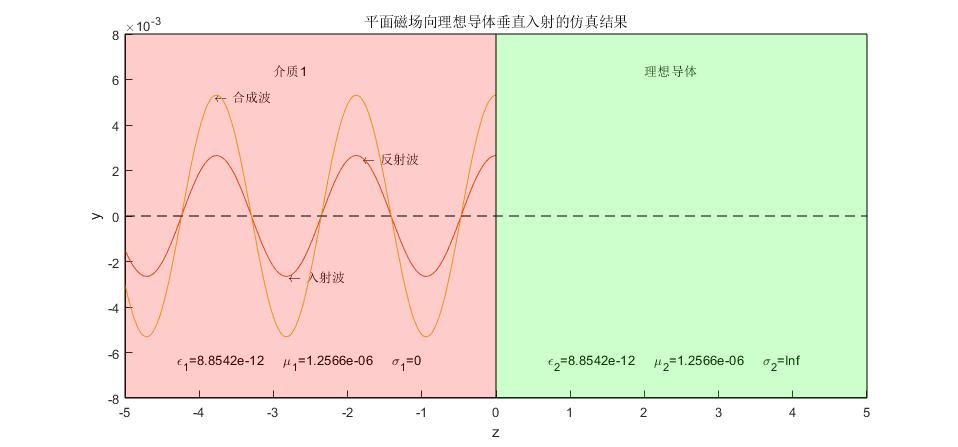 平面磁场向理想导体垂直入射的仿真结果
×10⁻³
8
介质1
理想导体
6
← 合成波
4
← 反射波
2
y
0
-2
← 入射波
-4
-6
ϵ₁=8.8542e-12 μ₁=1.2566e-06 σ₁=0
ϵ₂=8.8542e-12 μ₂=1.2566e-06 σ₂=Inf
-8
-5 -4 -3 -2 -1 0 1 2 3 4 5
z